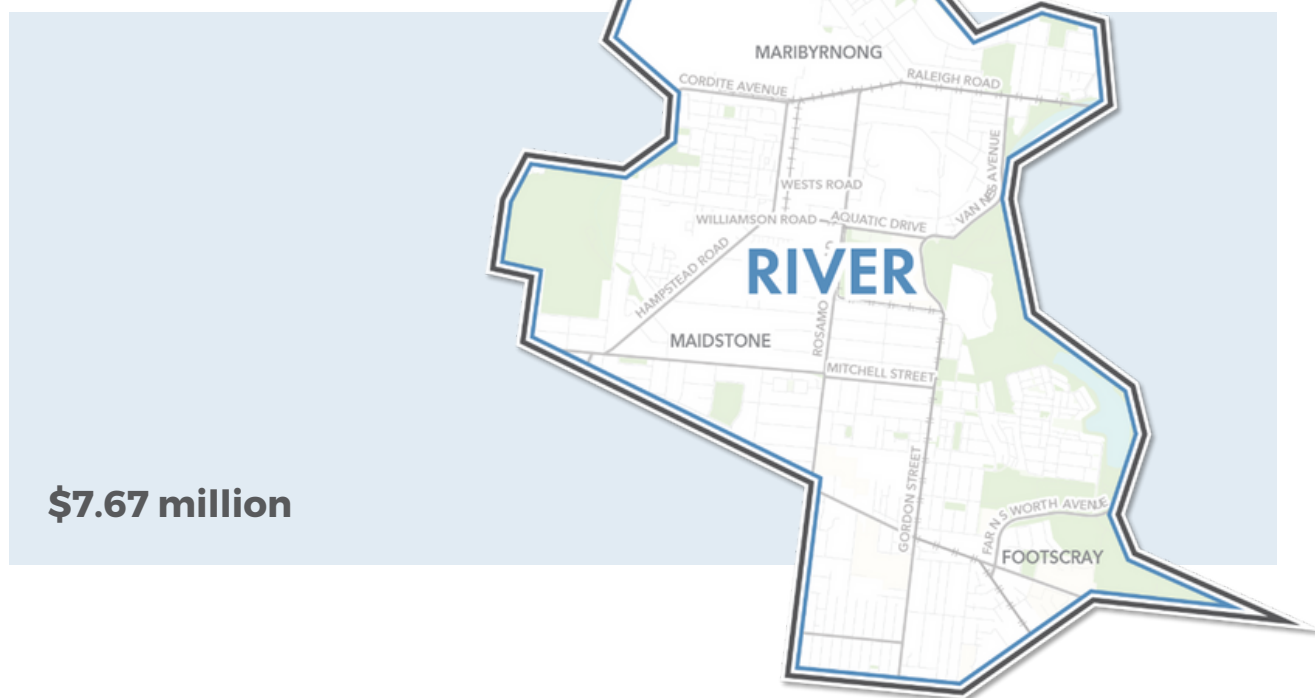 MARIBYRNONG
CORDITE AVENUE
RALEIGH ROAD
VAN NESS AVENUE
WESTS ROAD
WILLIAMSON ROAD
AQUATIC DRIVE
HAMPSTEAD ROAD
RIVER
ROSAMO
MAIDSTONE
MITCHELL STREET
GORDON STREET
$7.67 million
FAR N S WORTH AVENUE
FOOTSCRAY